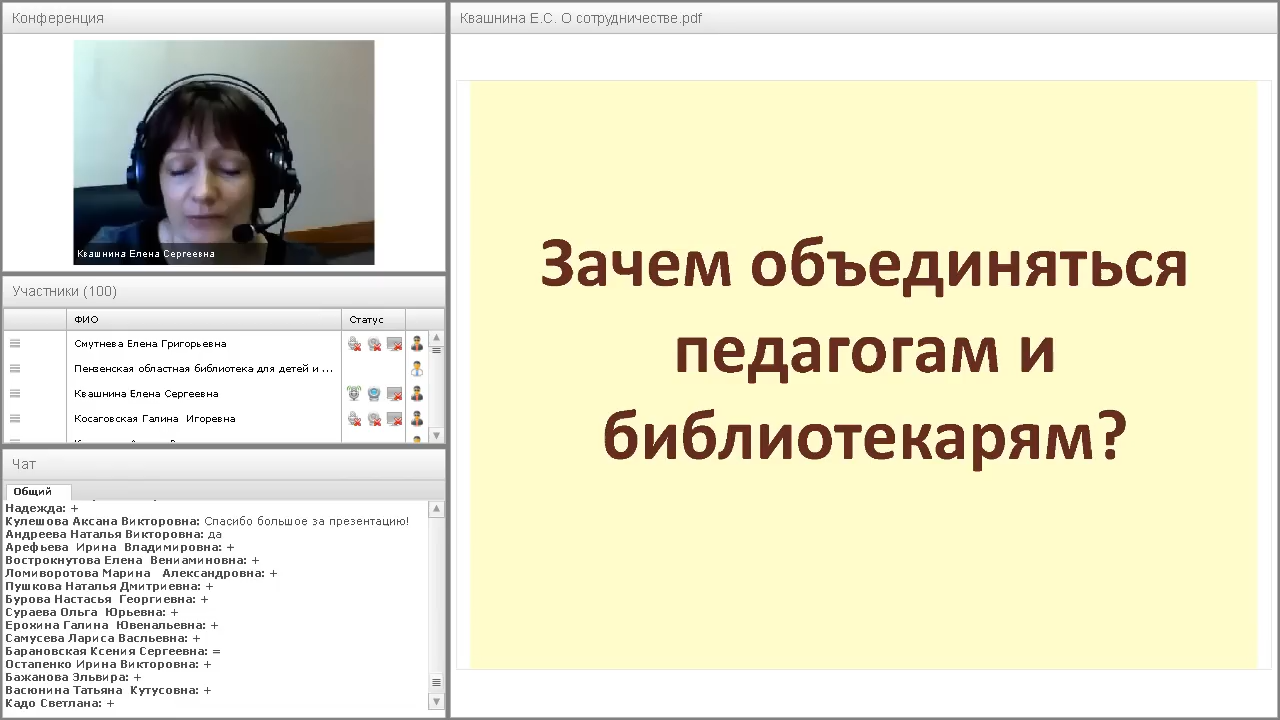 Конференция
Квашнина Елена Сергеевна
Участники (100)
ФИО Статус
Смутнева Елена Григорьевна
Пензенская областная библиотека для детей и ...
Квашнина Елена Сергеевна
Косаговская Галина Игоревна
Чат
Общий
Надежда: +
Кулешова Аксана Викторовна: Спасибо большое за презентацию!
Андреева Наталья Викторовна: да
Арефьева Ирина Владимировна: +
Вострокнутова Елена Вениаминовна: +
Ломиворотова Марина Александровна: +
Пушкова Наталья Дмитриевна: +
Бурова Настасья Георгиевна: +
Сураева Ольга Юрьевна: +
Ерохина Галина Ювенальевна: +
Самусева Лариса Васльевна: +
Барановская Ксения Сергеевна: =
Остапенко Ирина Викторовна: +
Бажанова Эльвира: +
Васюнина Татьяна Кутусовна: +
Кадо Светлана: +
Квашнина Е.С. О сотрудничестве.pdf
Зачем объединяться
педагогам и
библиотекарям?